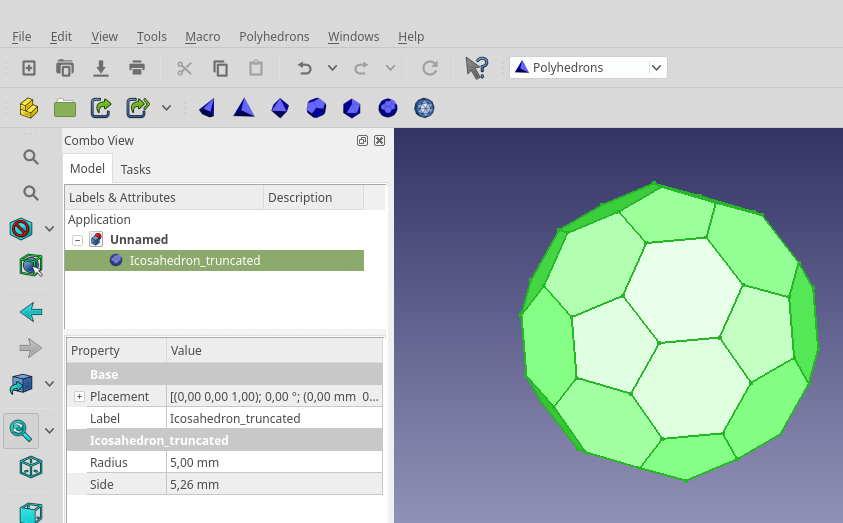 File Edit View Tools Macro Polyhedrons Windows Help
Polyhedrons
Combo View
Model Tasks
Labels & Attributes Description
Application
Unnamed
Icosahedron_truncated
Property Value
Base
Placement [(0,00 0,00 1,00); 0,00 °; (0,00 mm 0...
Label Icosahedron_truncated
Icosahedron_truncated
Radius 5,00 mm
Side 5,26 mm